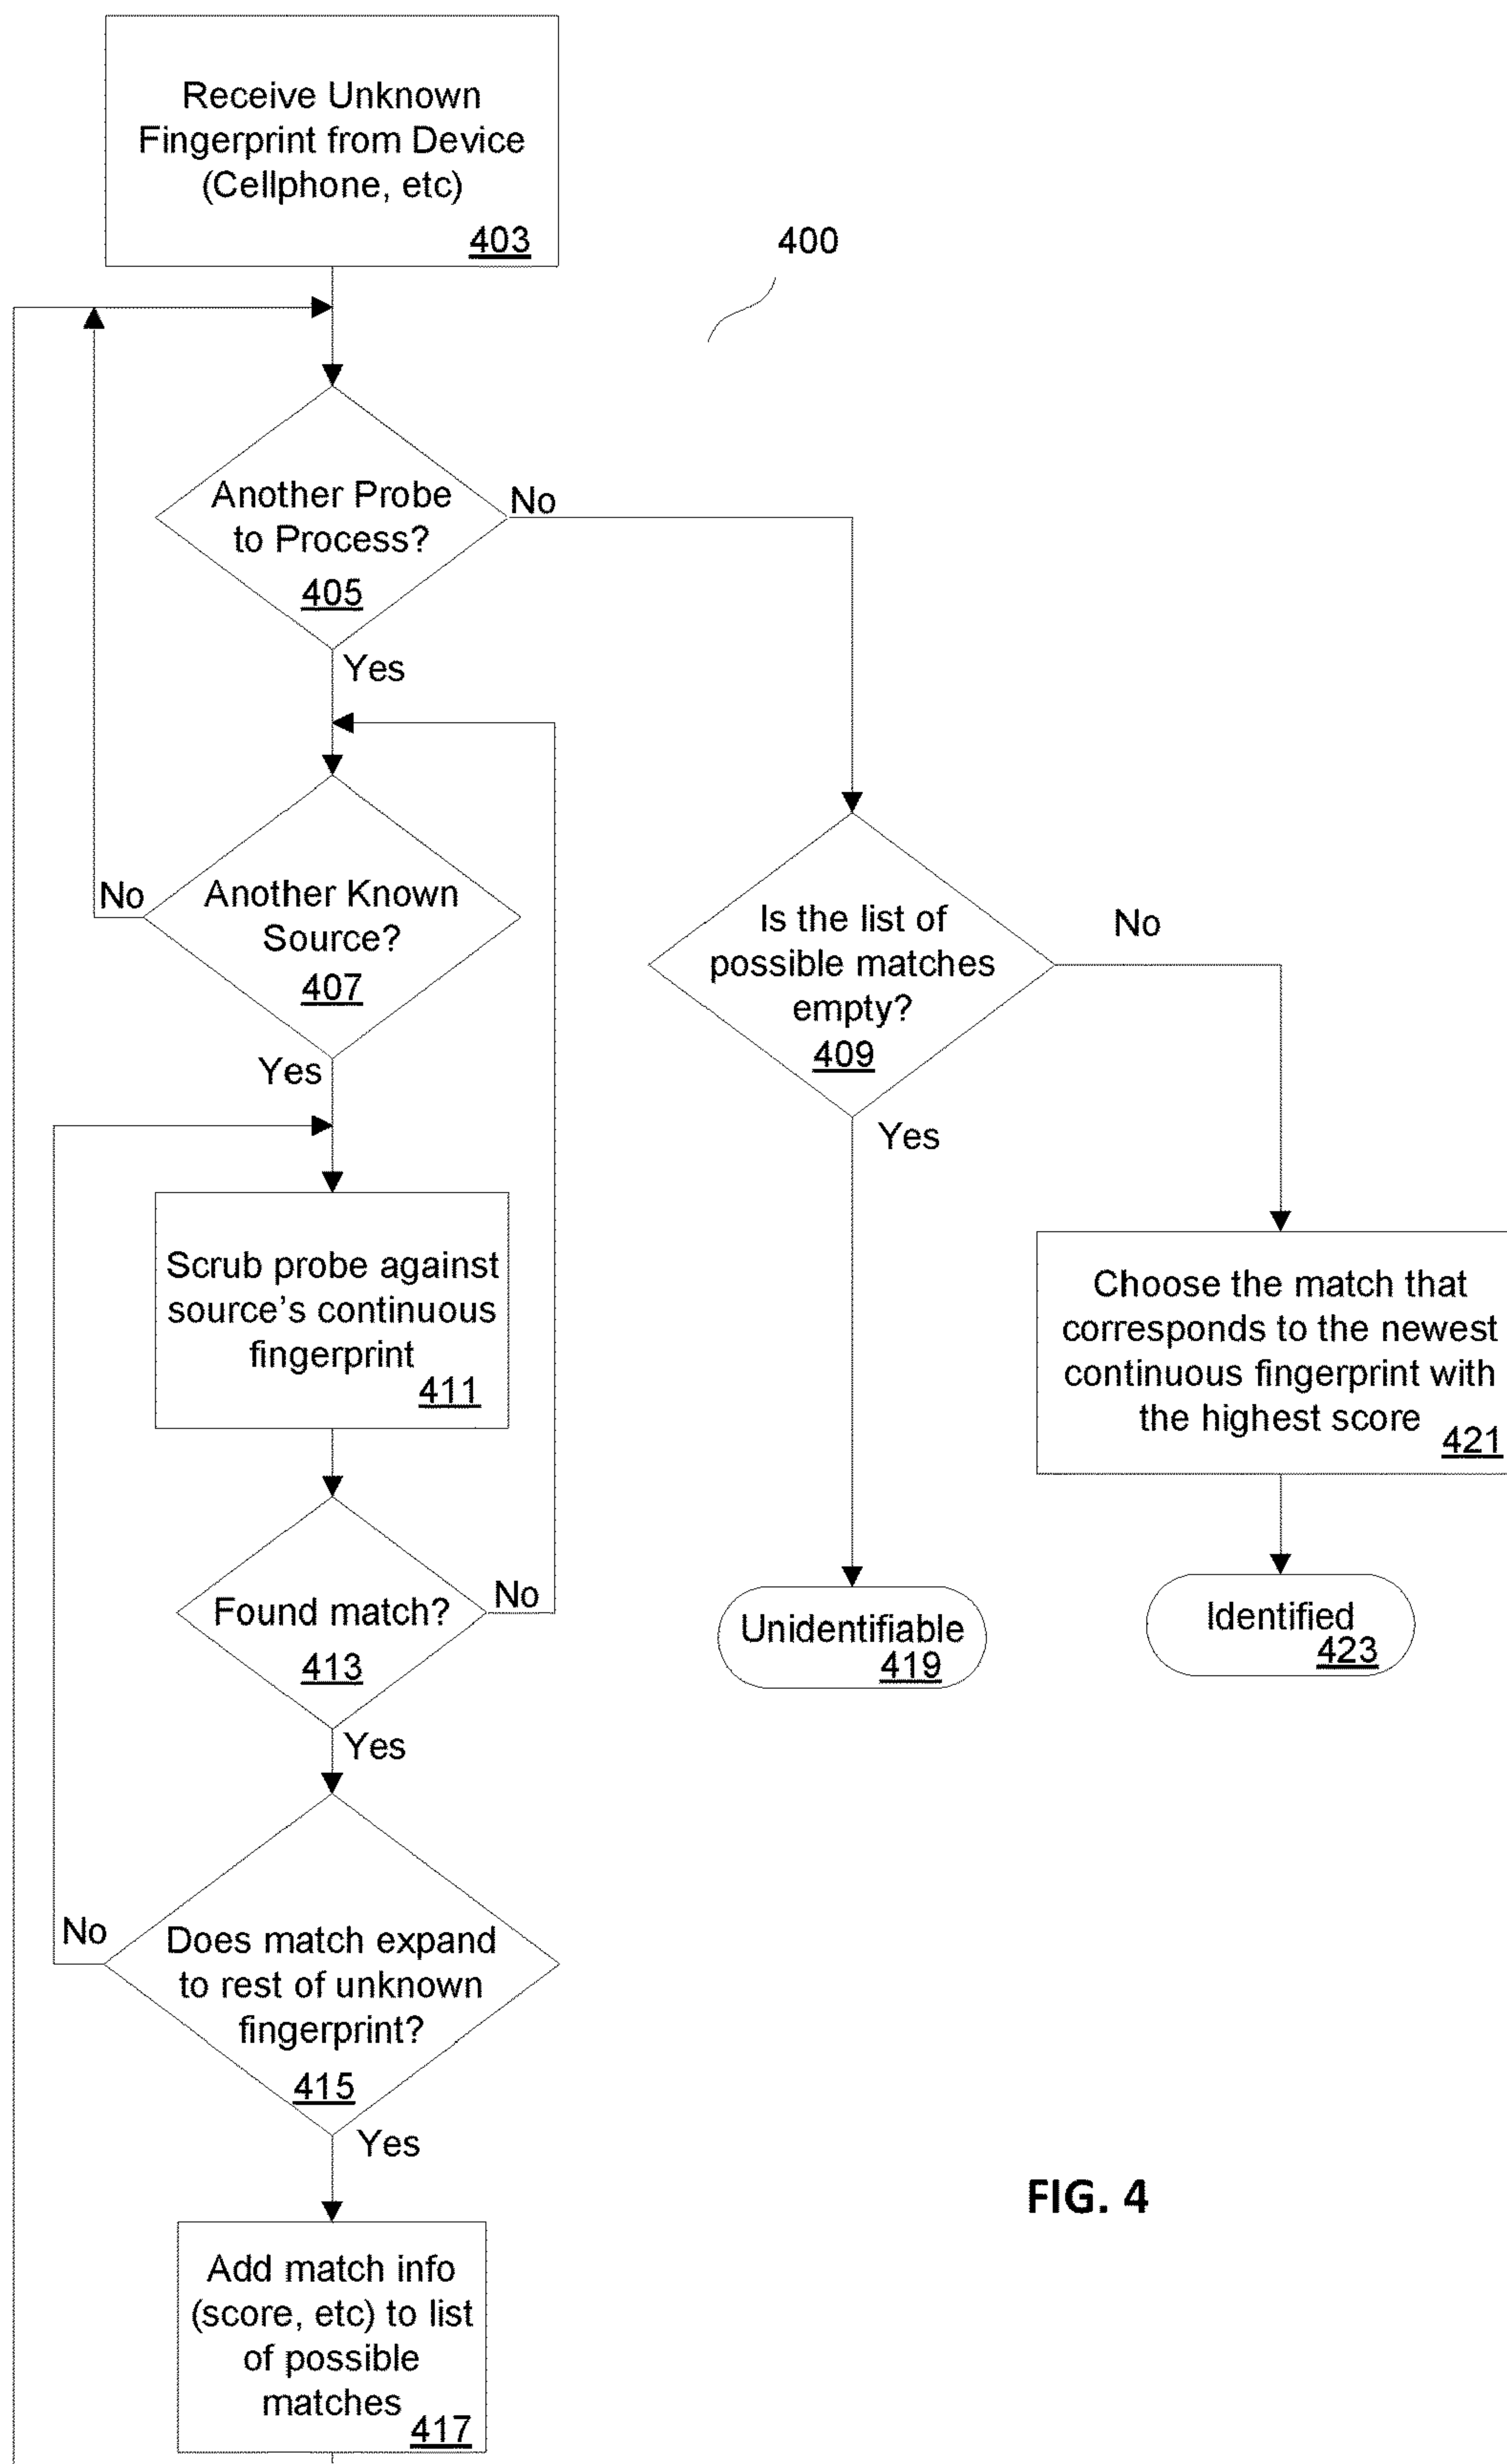 Receive Unknown
Fingerprint from Device
(Cellphone, etc)
403
400
Another Probe
to Process?
405
No
Yes
Another Known
Source?
407
No
Yes
Is the list of
possible matches
empty?
409
No
Yes
Scrub probe against
source's continuous
fingerprint
411
Choose the match that
corresponds to the newest
continuous fingerprint with
the highest score
421
Found match?
413
No
Yes
Unidentifiable
419
Identified
423
Does match expand
to rest of unknown
fingerprint?
415
No
Yes
Add match info
(score, etc) to list
of possible
matches
417
FIG. 4